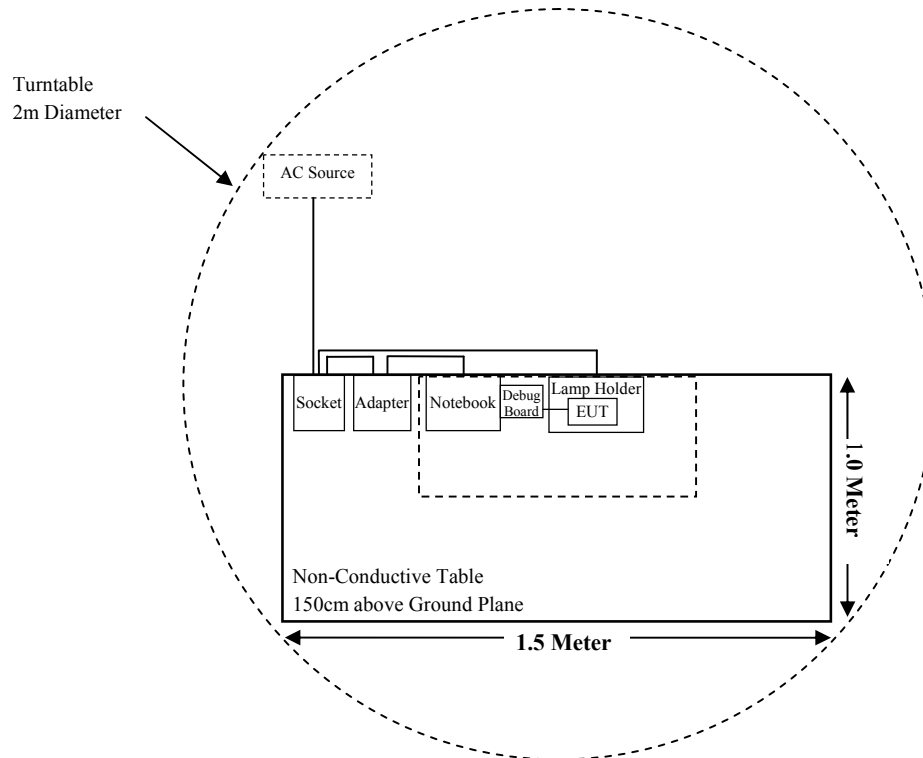 Turntable
2m Diameter
AC Source
Socket
Adapter
Notebook
Debug
Board
Lamp Holder
EUT
1.0 Meter
Non-Conductive Table
150cm above Ground Plane
1.5 Meter